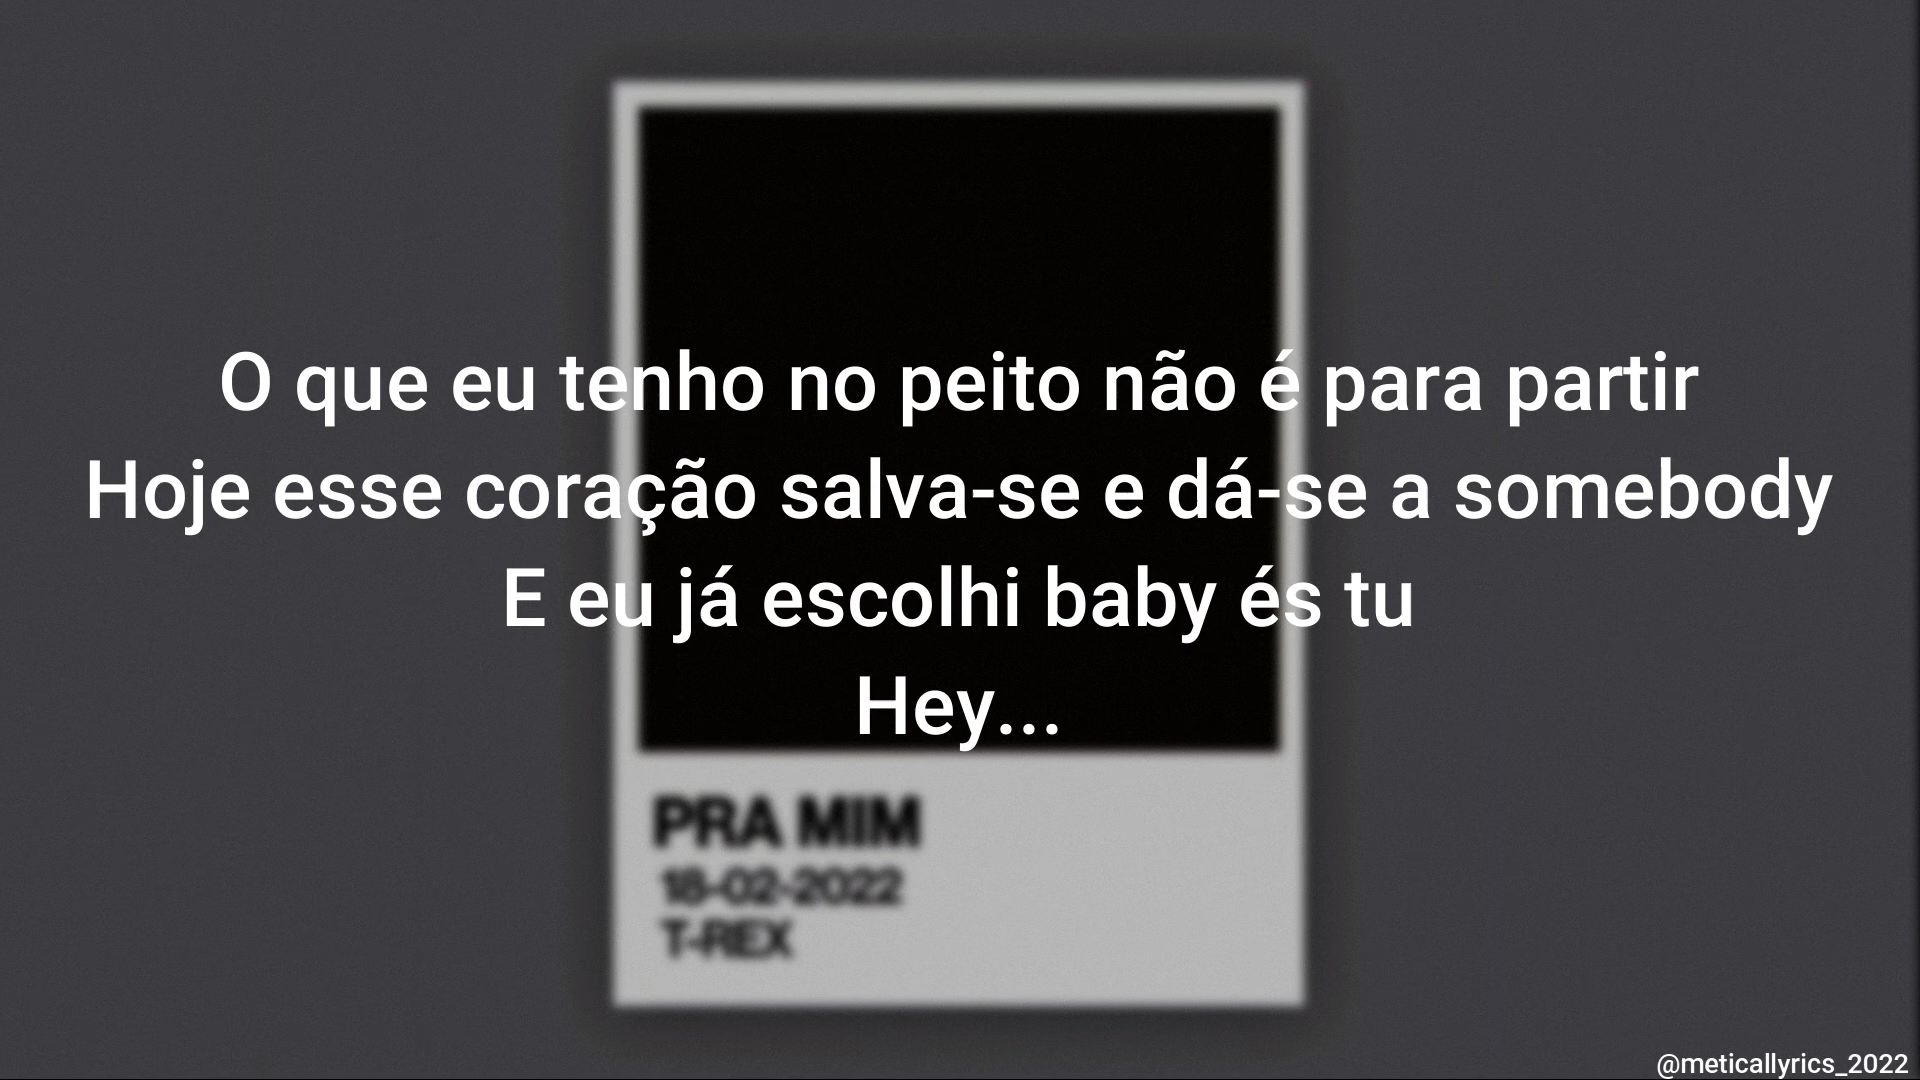 O que eu tenho no peito não é para partir
Hoje esse coração salva-se e dá-se a somebody
E eu já escolhi baby és tu
Hey...
PRA MIM
18-02-2022
T-REX
@meticallyrics_2022